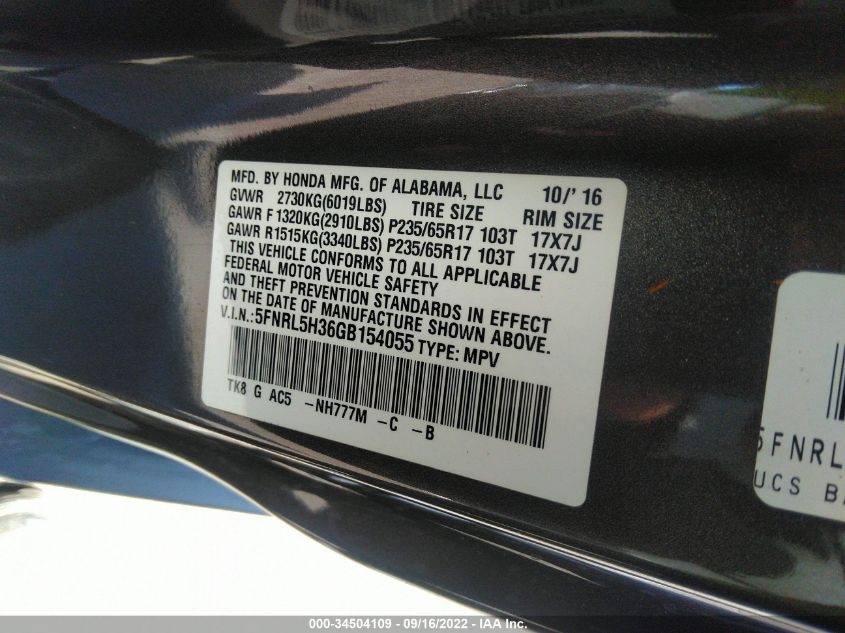 MFD. BY HONDA MFG. OF ALABAMA, LLC 10/'16
GVWR 2730KG(6019LBS) TIRE SIZE RIM SIZE
GAWR F1320KG(2910LBS) P235/65R17 103T 17X7J
GAWR R1515KG(3340LBS) P235/65R17 103T 17X7J
THIS VEHICLE CONFORMS TO ALL APPLICABLE
FEDERAL MOTOR VEHICLE SAFETY
AND THEFT PREVENTION STANDARDS IN EFFECT
ON THE DATE OF MANUFACTURE SHOWN ABOVE.
V.I.N.:5FNRL5H36GB154055 TYPE: MPV
TK8 G AC5 -NH777M -C -B
5FNRL
UCS B
000-34504109 - 09/16/2022 - IAA Inc.